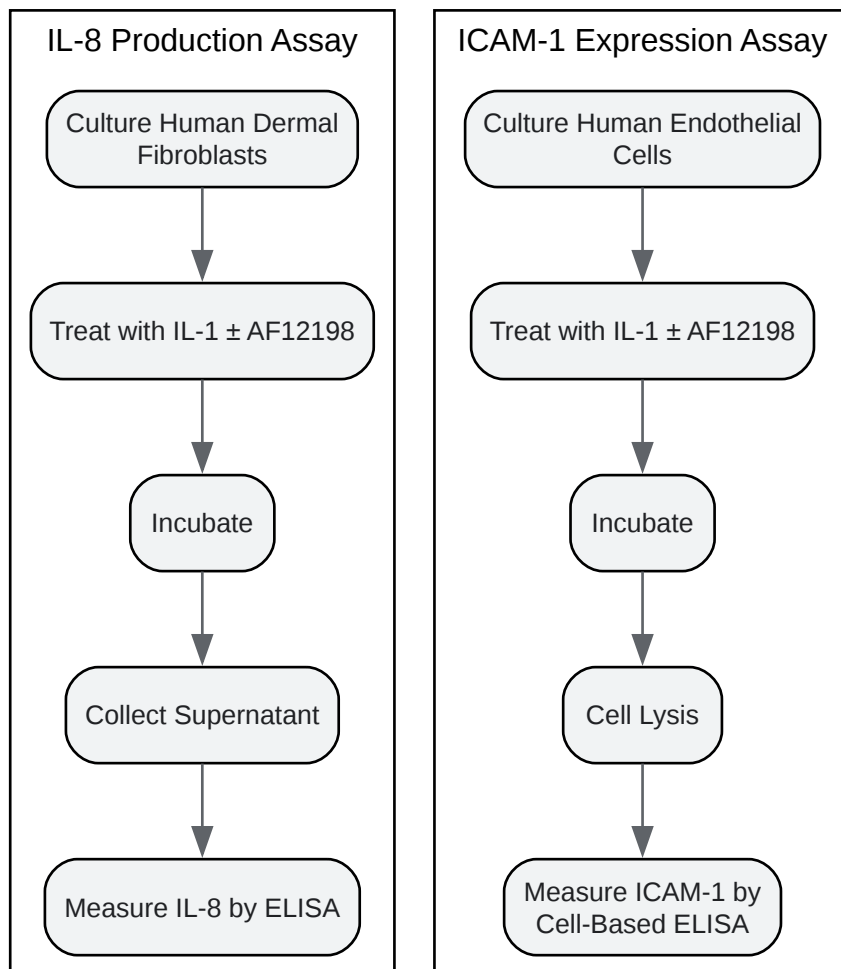 IL-8 Production Assay
Culture Human Dermal
Fibroblasts
Treat with IL-1 ± AF12198
Incubate
Collect Supernatant
Measure IL-8 by ELISA
ICAM-1 Expression Assay
Culture Human Endothelial
Cells
Treat with IL-1 ± AF12198
Incubate
Cell Lysis
Measure ICAM-1 by
Cell-Based ELISA